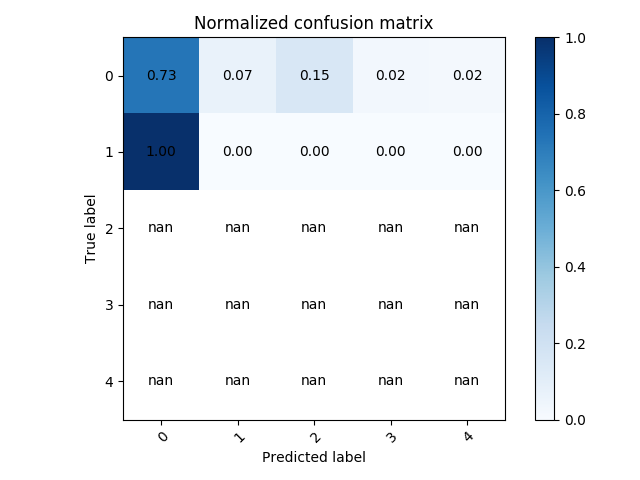 Normalized confusion matrix
1.0
0 0.73 0.07 0.15 0.02 0.02
0.8
1 1.00 0.00 0.00 0.00 0.00
0.6
2 nan nan nan nan nan
0.4
3 nan nan nan nan nan
0.2
4 nan nan nan nan nan
0.0
True label
0 1 2 3 4
Predicted label